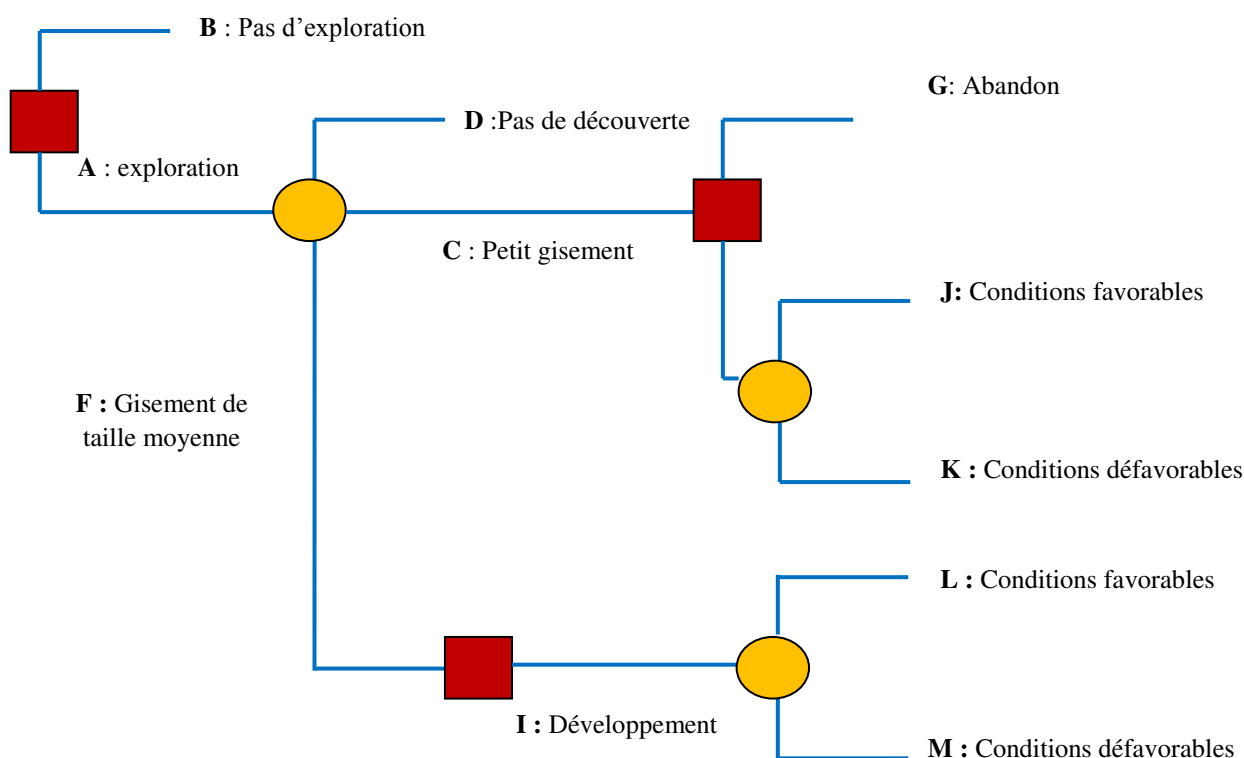 B : Pas d’exploration
G: Abandon
D :Pas de découverte
A : exploration
C : Petit gisement
J: Conditions favorables
F : Gisement de
taille moyenne
K : Conditions défavorables
L : Conditions favorables
I : Développement
M : Conditions défavorables